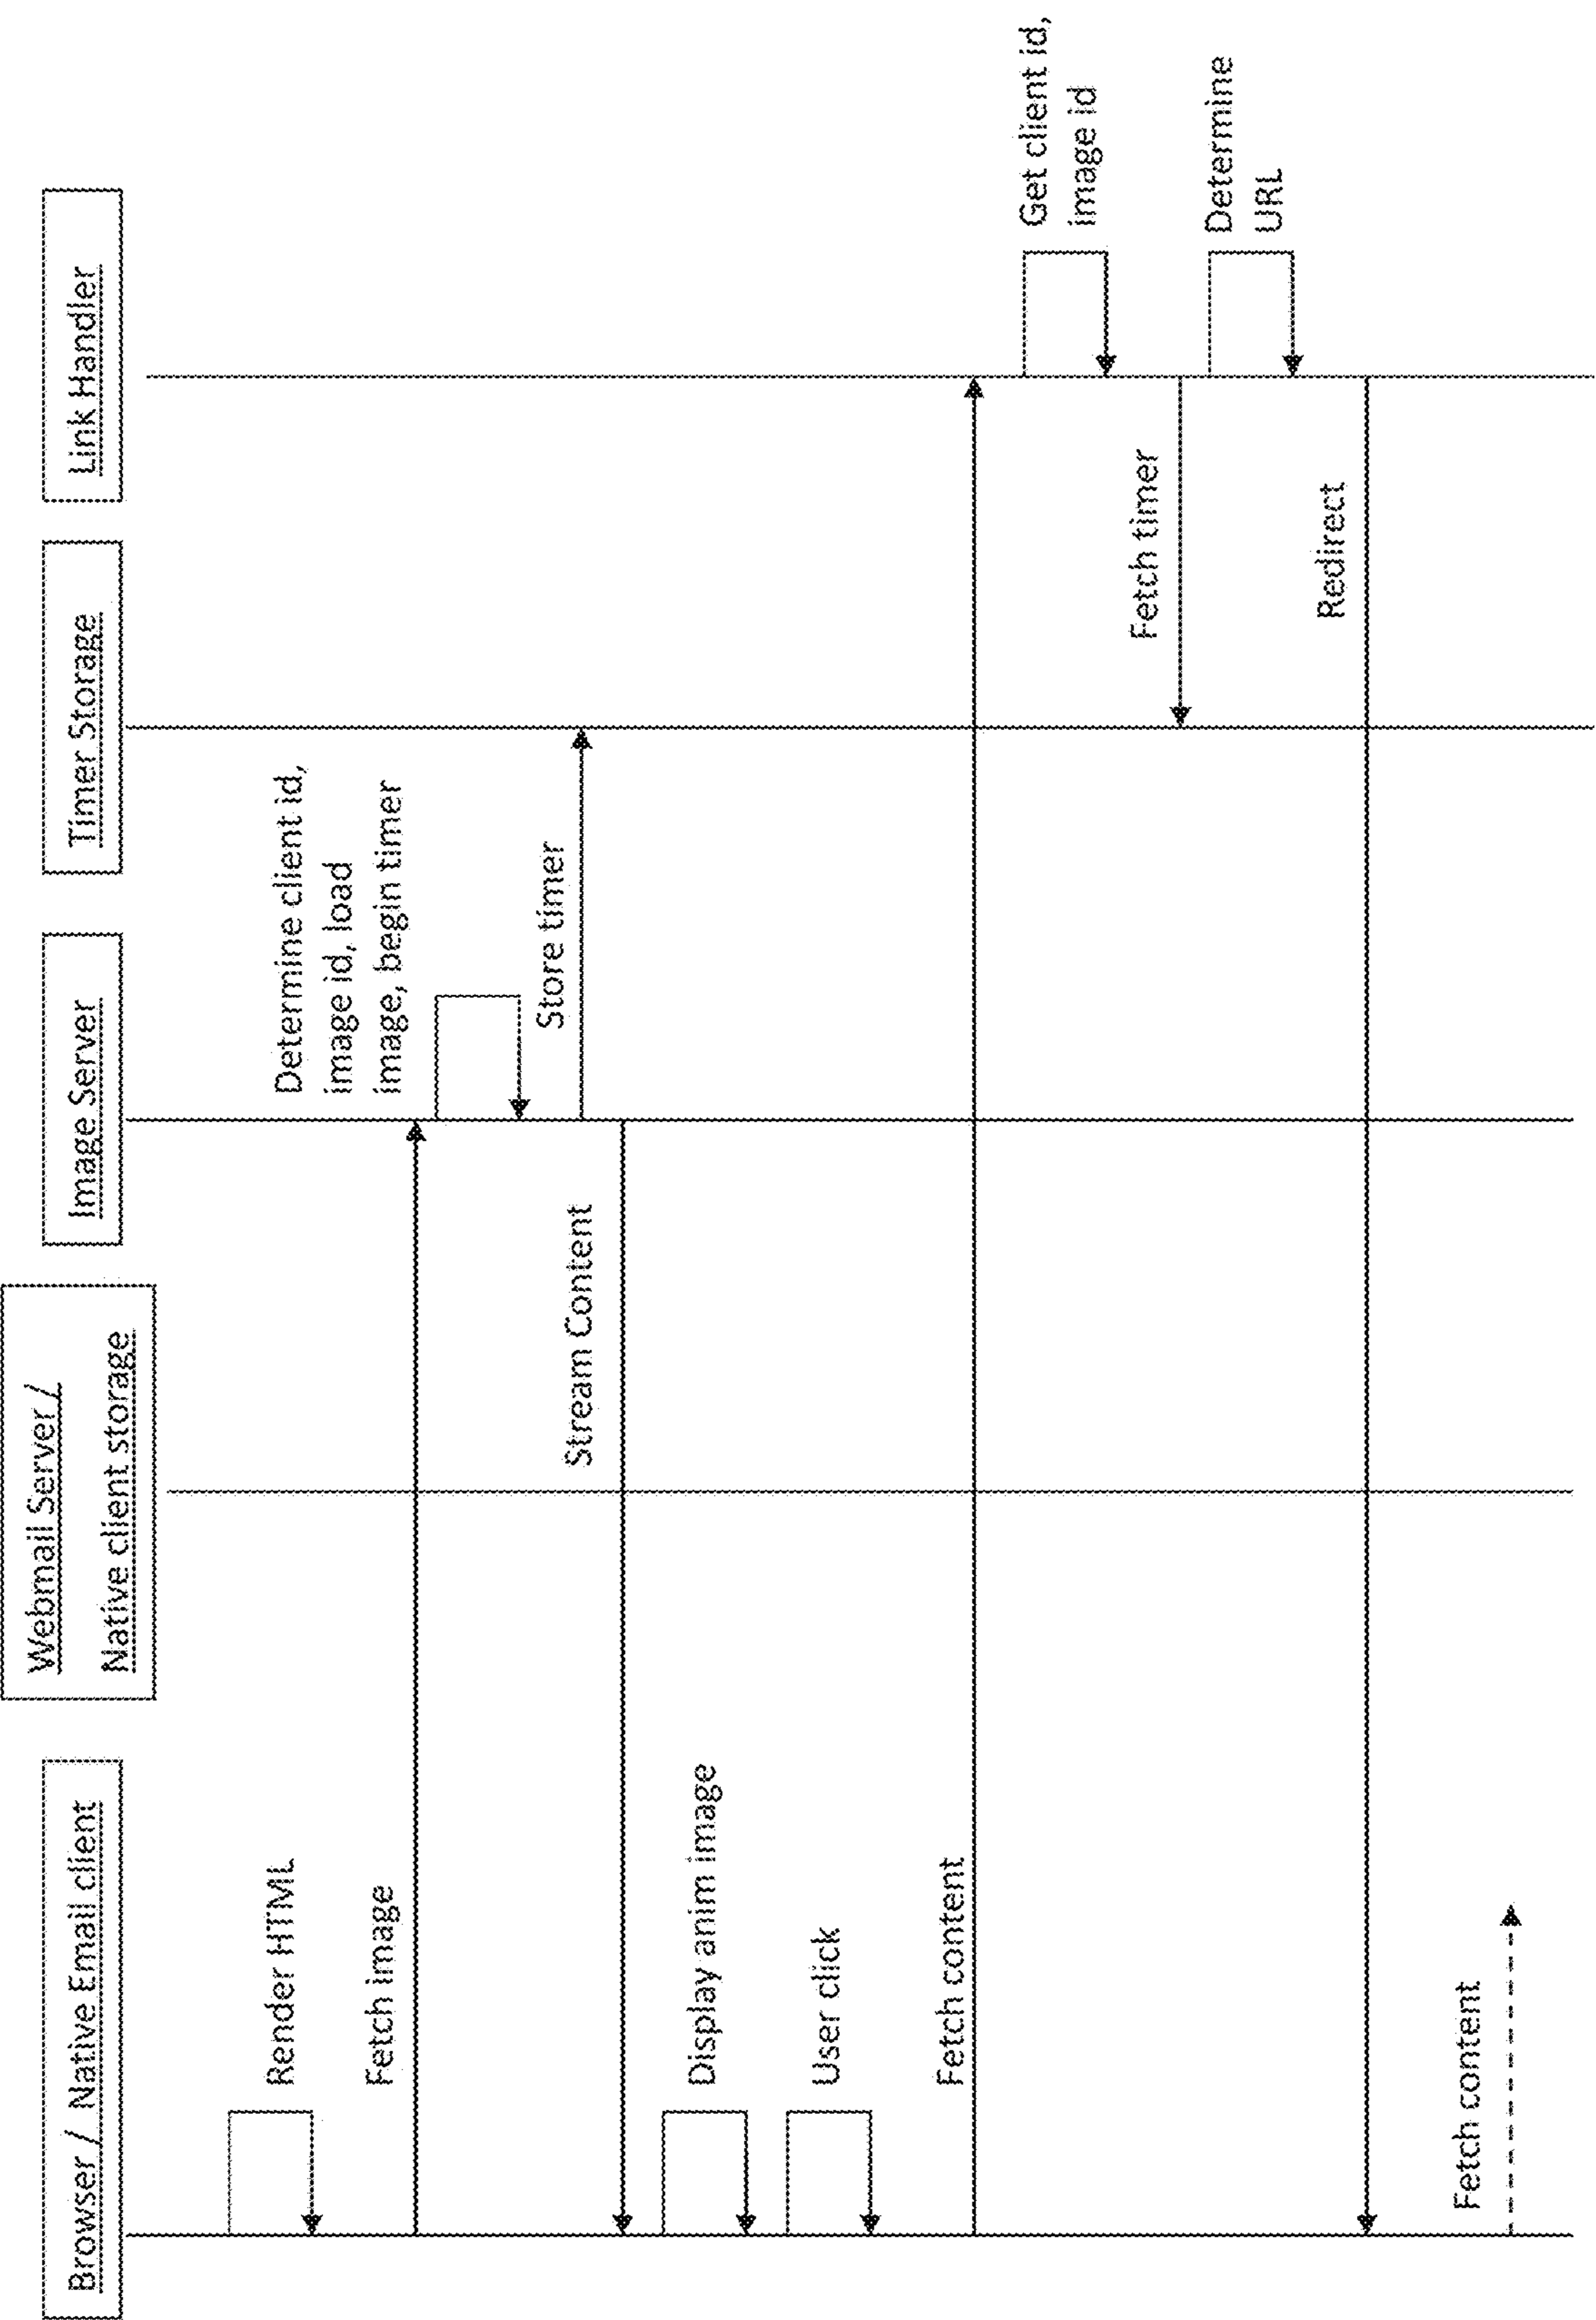 Browser / Native Email client
Webmail Server /
Native client storage
Image Server
Timer Storage
Link Handler
Render HTML
Fetch image
Determine client id,
image id, load
image, begin timer
Store timer
Stream Content
Display anim image
User click
Fetch content
Get client id,
image id
Fetch timer
Determine
URL
Redirect
Fetch content